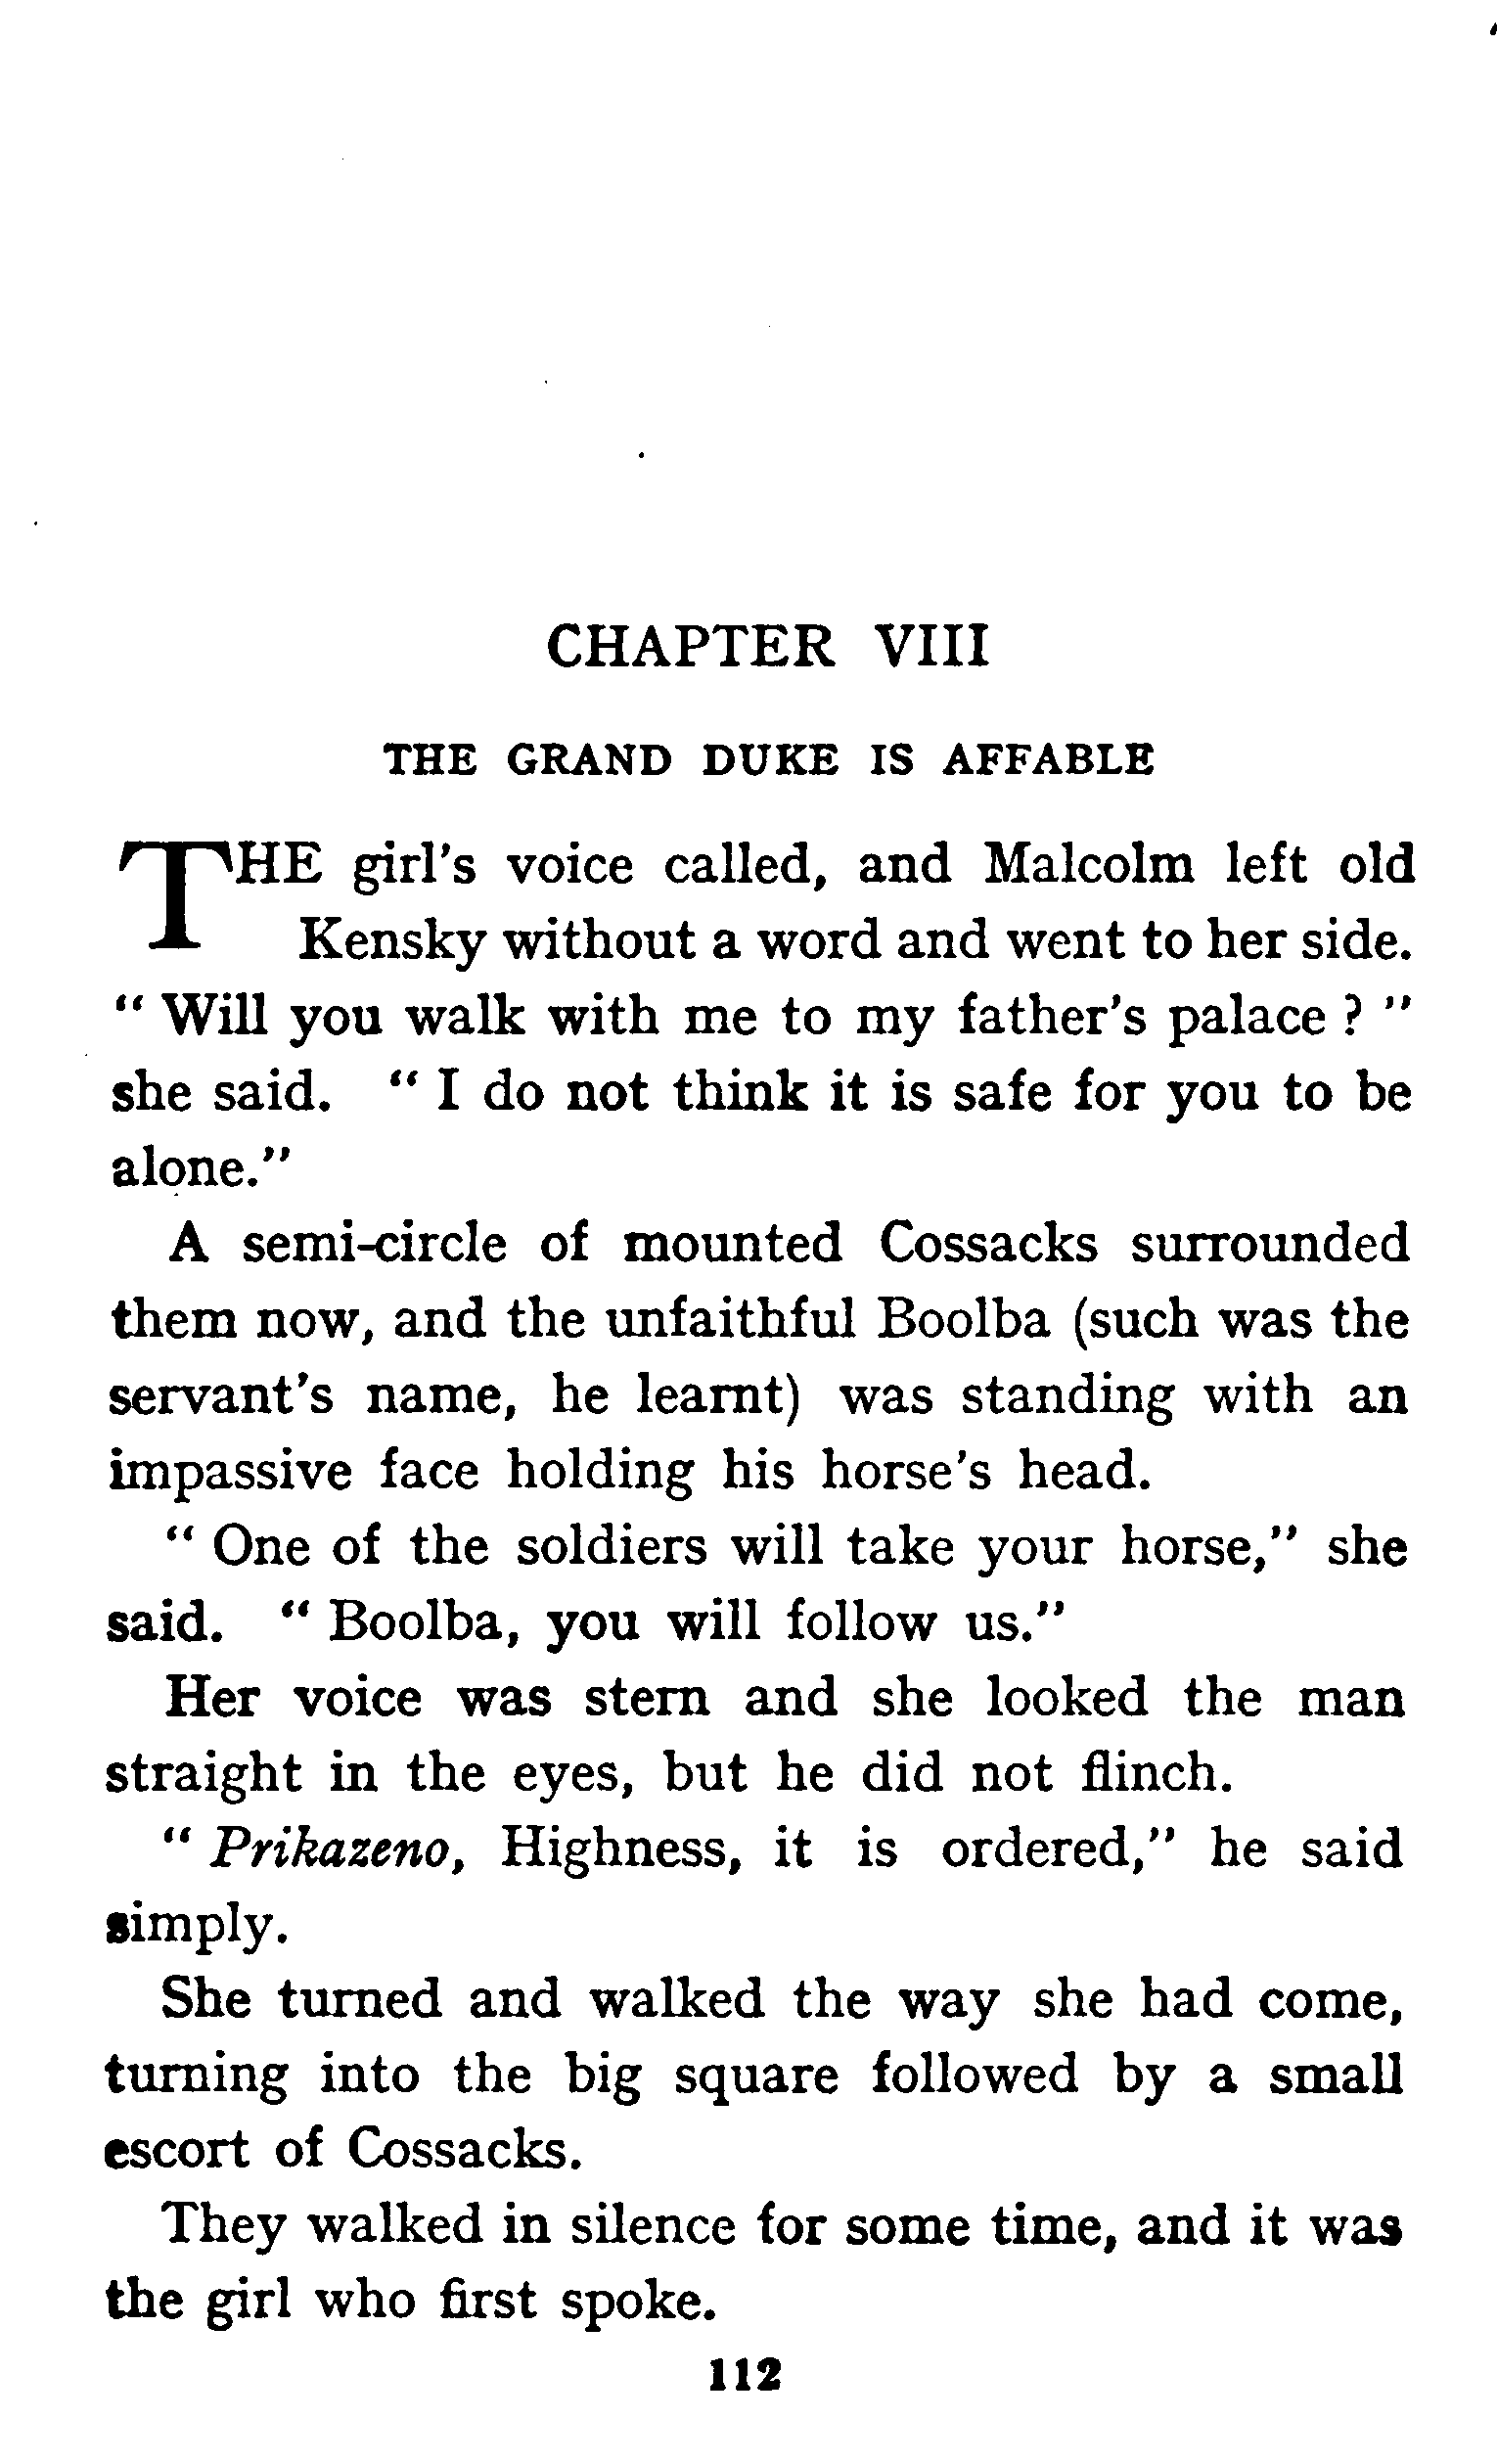 CHAPTER VIII
THE GRAND DUKE IS AFFABLE
THE girl's voice called, and Malcolm left old
Kensky without a word and went to her side.
“ Will you walk with me to my father's palace ? ”
she said. “ I do not think it is safe for you to be
alone.”
A semi-circle of mounted Cossacks surrounded
them now, and the unfaithful Boolba (such was the
servant's name, he learnt) was standing with an
impassive face holding his horse's head.
“ One of the soldiers will take your horse,” she
said. “ Boolba, you will follow us.”
Her voice was stern and she looked the man
straight in the eyes, but he did not flinch.
“ Prikazeno, Highness, it is ordered,” he said
simply.
She turned and walked the way she had come,
turning into the big square followed by a small
escort of Cossacks.
They walked in silence for some time, and it was
the girl who first spoke.
112